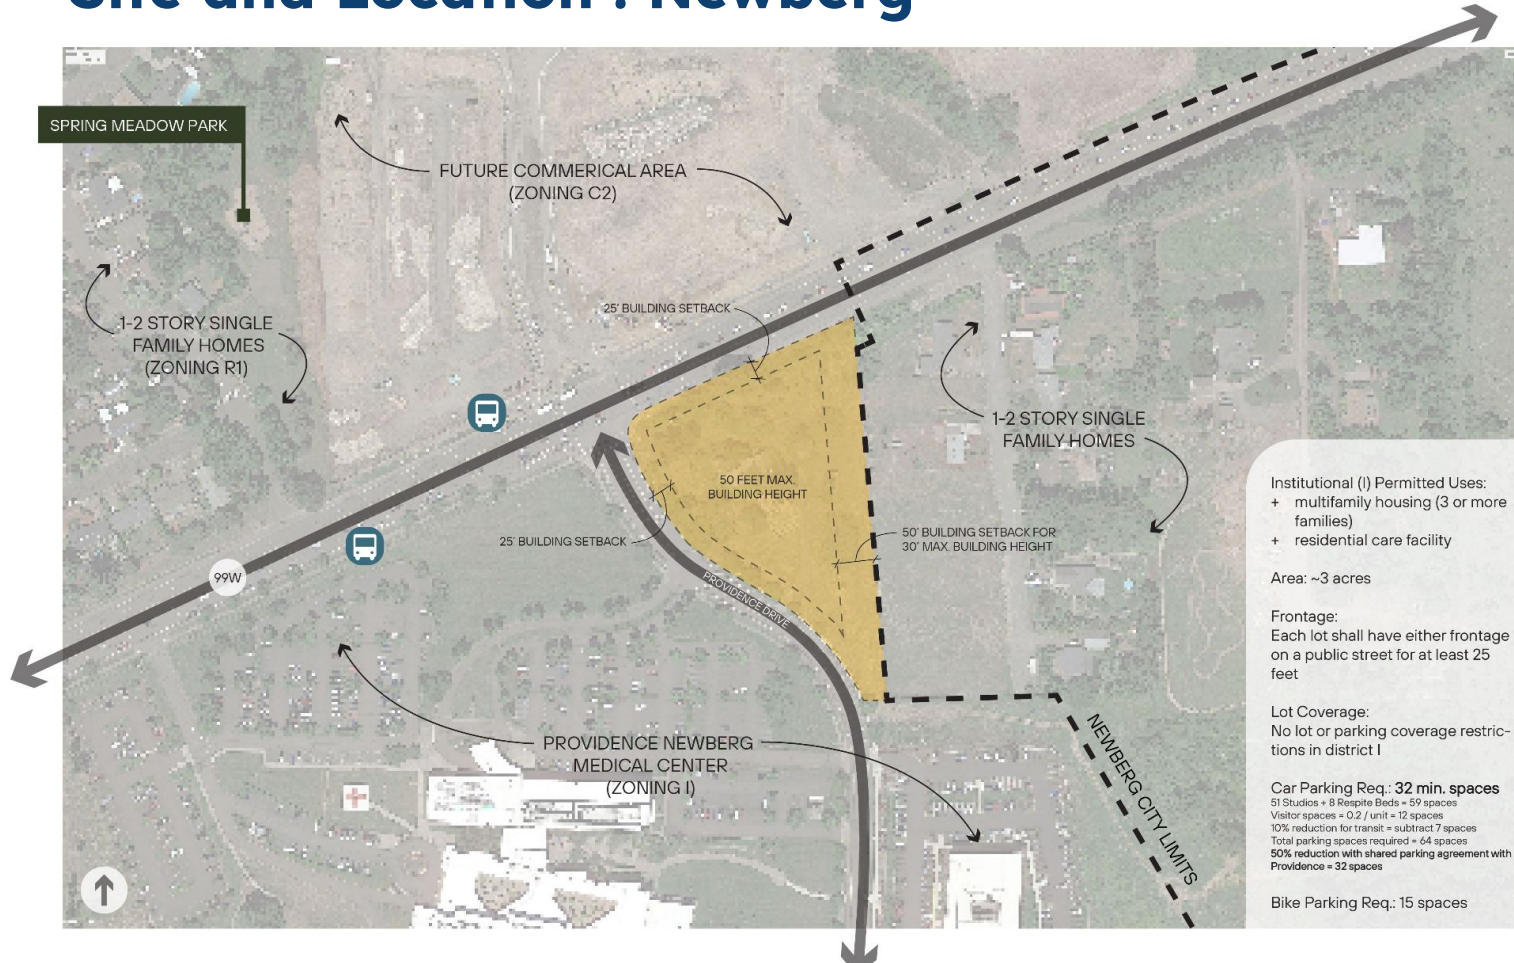 Site and Location : Newberg
SPRING MEADOW PARK
FUTURE COMMERICAL AREA
(ZONING C2)
25' BUILDING SETBACK
1-2 STORY SINGLE
FAMILY HOMES
(ZONING R1)
1-2 STORY SINGLE
FAMILY HOMES
50 FEET MAX.
BUILDING HEIGHT
25' BUILDING SETBACK
50' BUILDING SETBACK FOR
30' MAX. BUILDING HEIGHT
99W
PROVIDENCE DRIVE
PROVIDENCE NEWBERG
MEDICAL CENTER
(ZONING I)
NEWBERG CITY LIMITS
Institutional (I) Permitted Uses:
+ multifamily housing (3 or more
families)
+ residential care facility
Area: ~3 acres
Frontage:
Each lot shall have either frontage
on a public street for at least 25
feet
Lot Coverage:
No lot or parking coverage restric-
tions in district I
Car Parking Req.: 32 min. spaces
51 Studios + 8 Respite Beds = 59 spaces
Visitor spaces = 0.2 / unit = 12 spaces
10% reduction for transit = subtract 7 spaces
Total parking spaces required = 64 spaces
50% reduction with shared parking agreement with
Providence = 32 spaces
Bike Parking Req.: 15 spaces